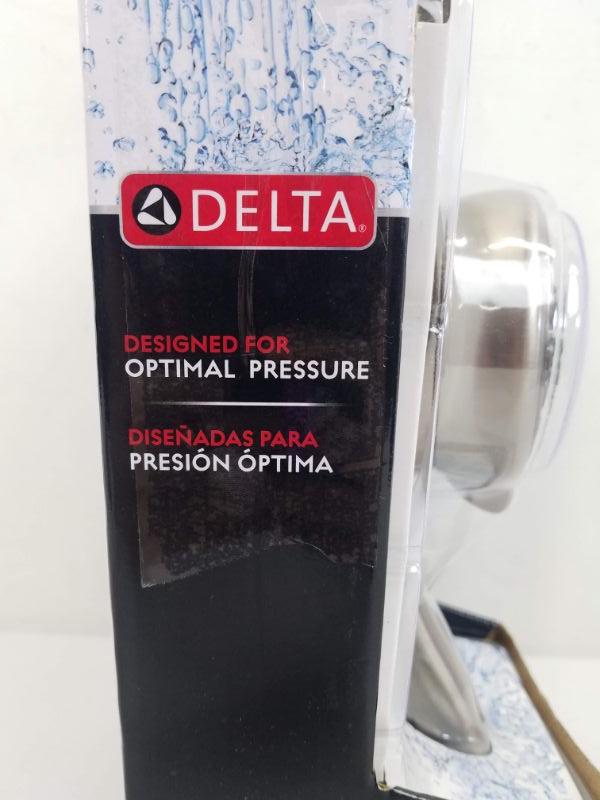 DELTA®
DESIGNED FOR
OPTIMAL PRESSURE
DISEÑADAS PARA
PRESIÓN ÓPTIMA